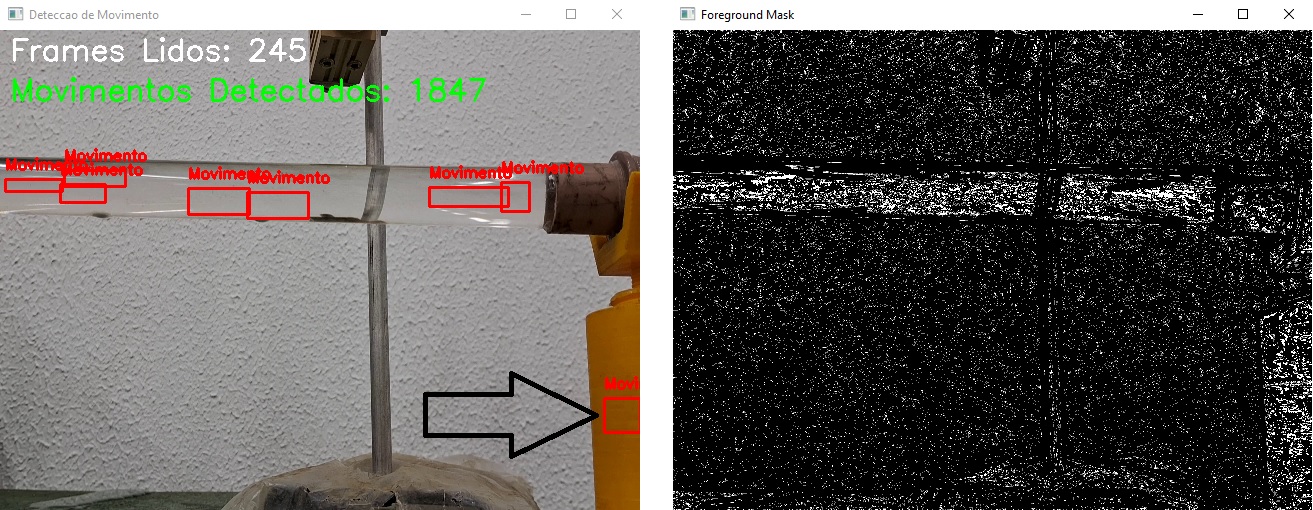 Deteccao de Movimento
Foreground Mask
Frames Lidos: 245
Movimentos Detectados: 1847
Movimento
Movimento
Movimento
Movimento
Movimento
Movimento
Movimento
Movi